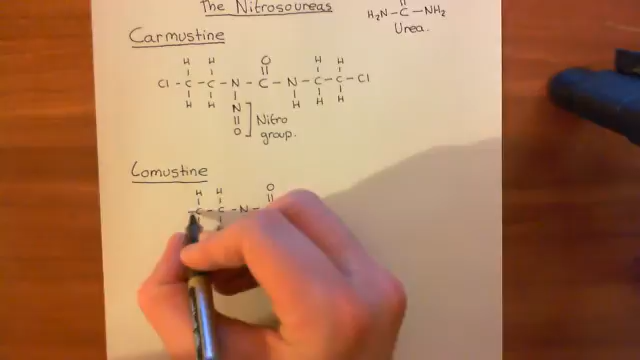 The Nitrosoureas
H₂N – C – NH₂
Urea.
Carmustine
H H O H H
Cl – C – C – N – C – N – C – C – Cl
H H N H H H
O
Nitro
group.
Lomustine
H H O
C – C – N –